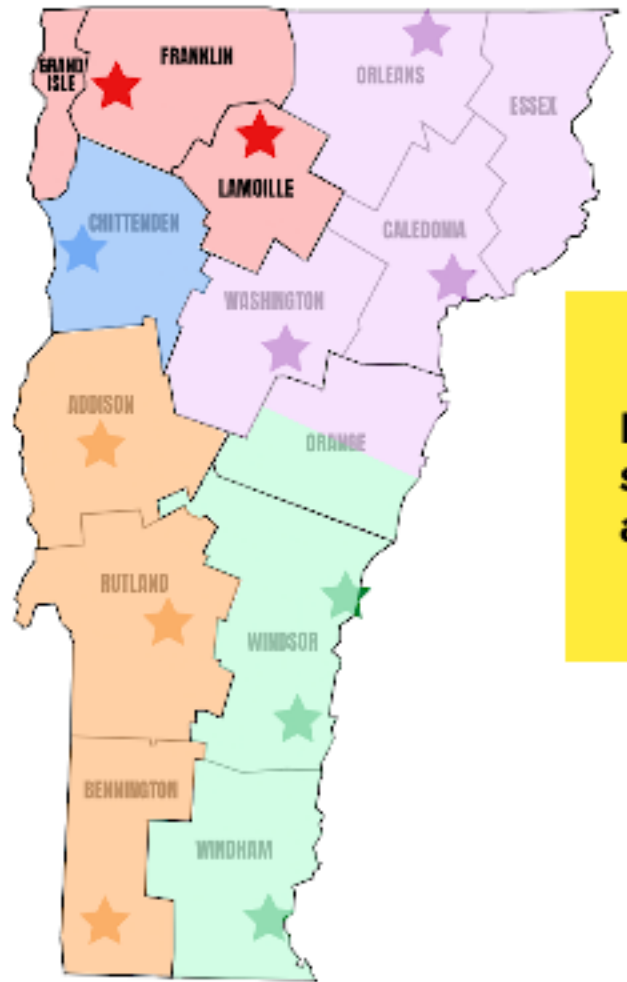 GRAND
ISLE
FRANKLIN
ORLEANS
ESSEX
LAMOILLE
CHITTENDEN
CALEDONIA
WASHINGTON
ADDISON
ORANGE
RUTLAND
WINDSOR
BENNINGTON
WINDHAM